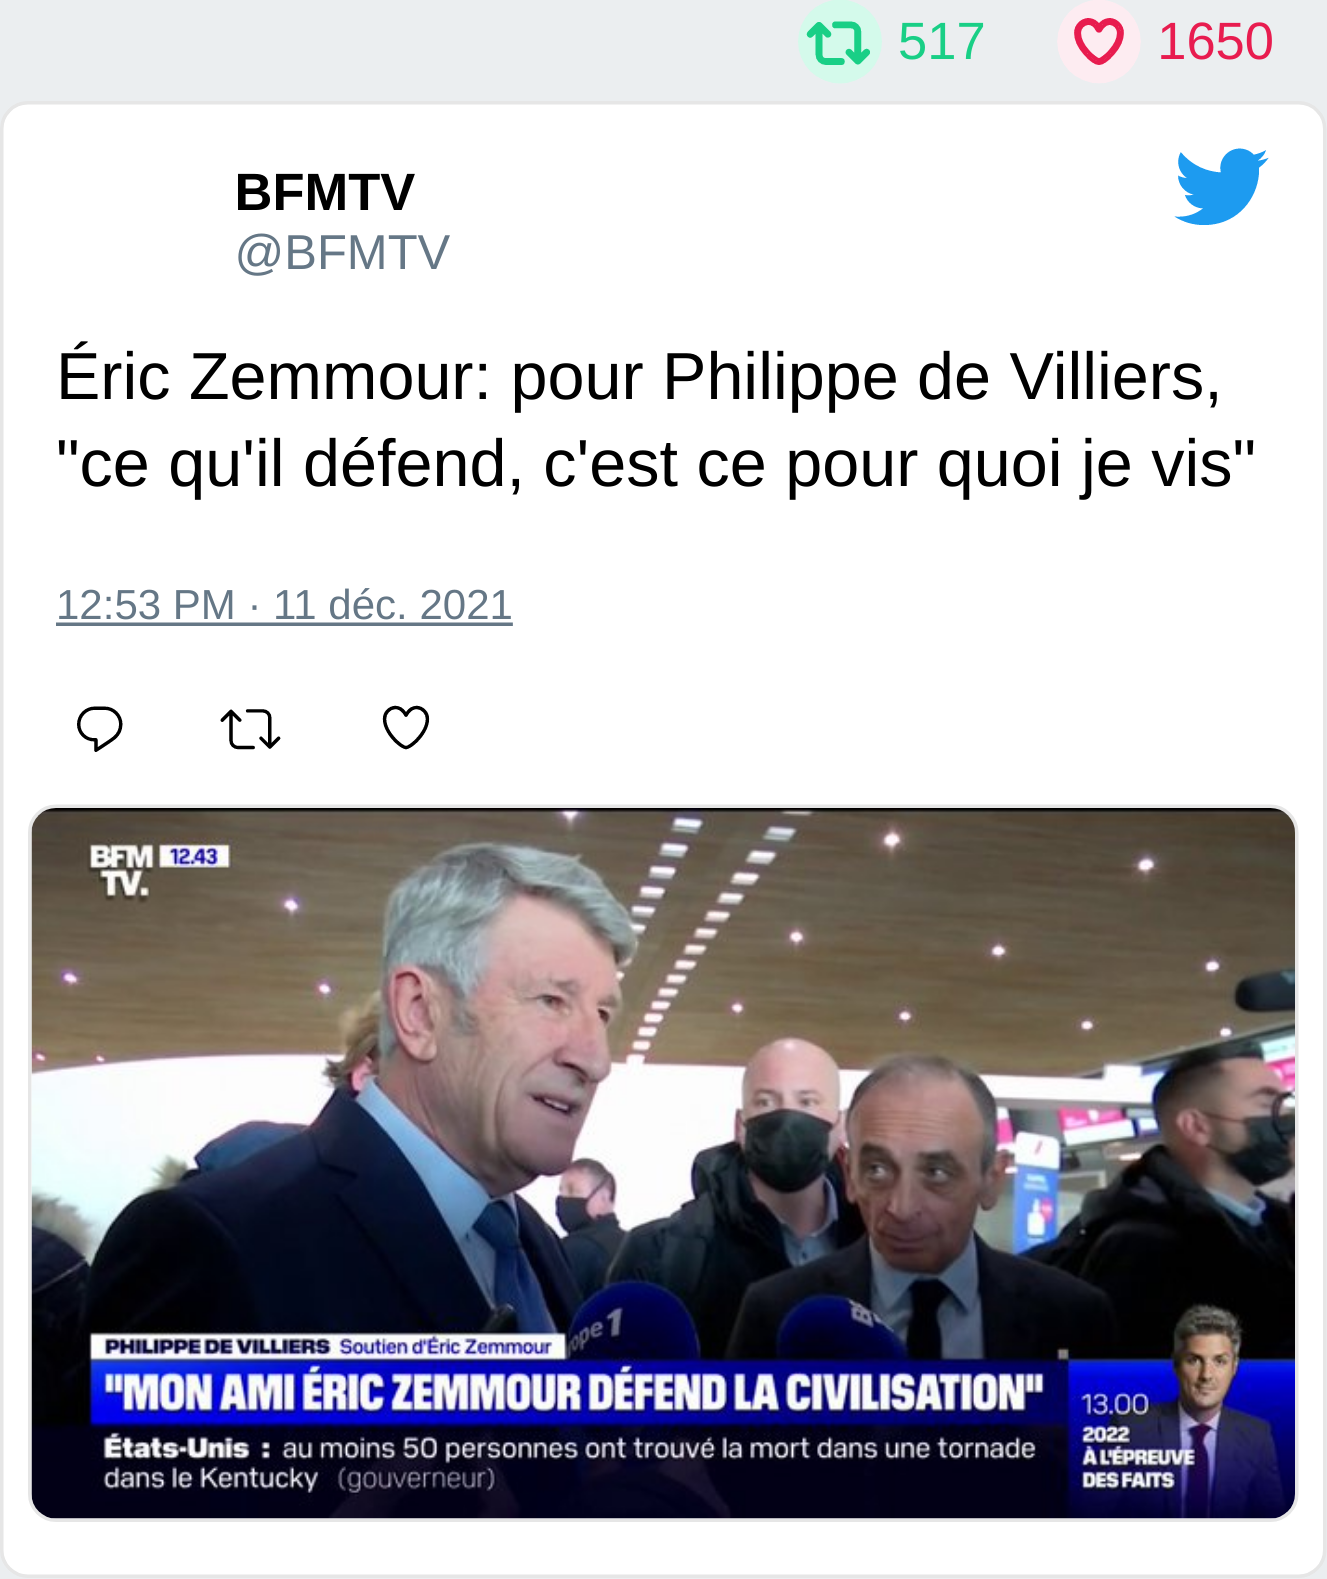 517 1650
BFMTV
@BFMTV
Éric Zemmour: pour Philippe de Villiers,
"ce qu'il défend, c'est ce pour quoi je vis"
12:53 PM · 11 déc. 2021
BFM 12.43
TV.
ope 1
PHILIPPE DE VILLIERS Soutien d'Éric Zemmour
"MON AMI ÉRIC ZEMMOUR DÉFEND LA CIVILISATION"
États-Unis : au moins 50 personnes ont trouvé la mort dans une tornade
dans le Kentucky (gouverneur)
13.00
2022
À L'ÉPREUVE
DES FAITS